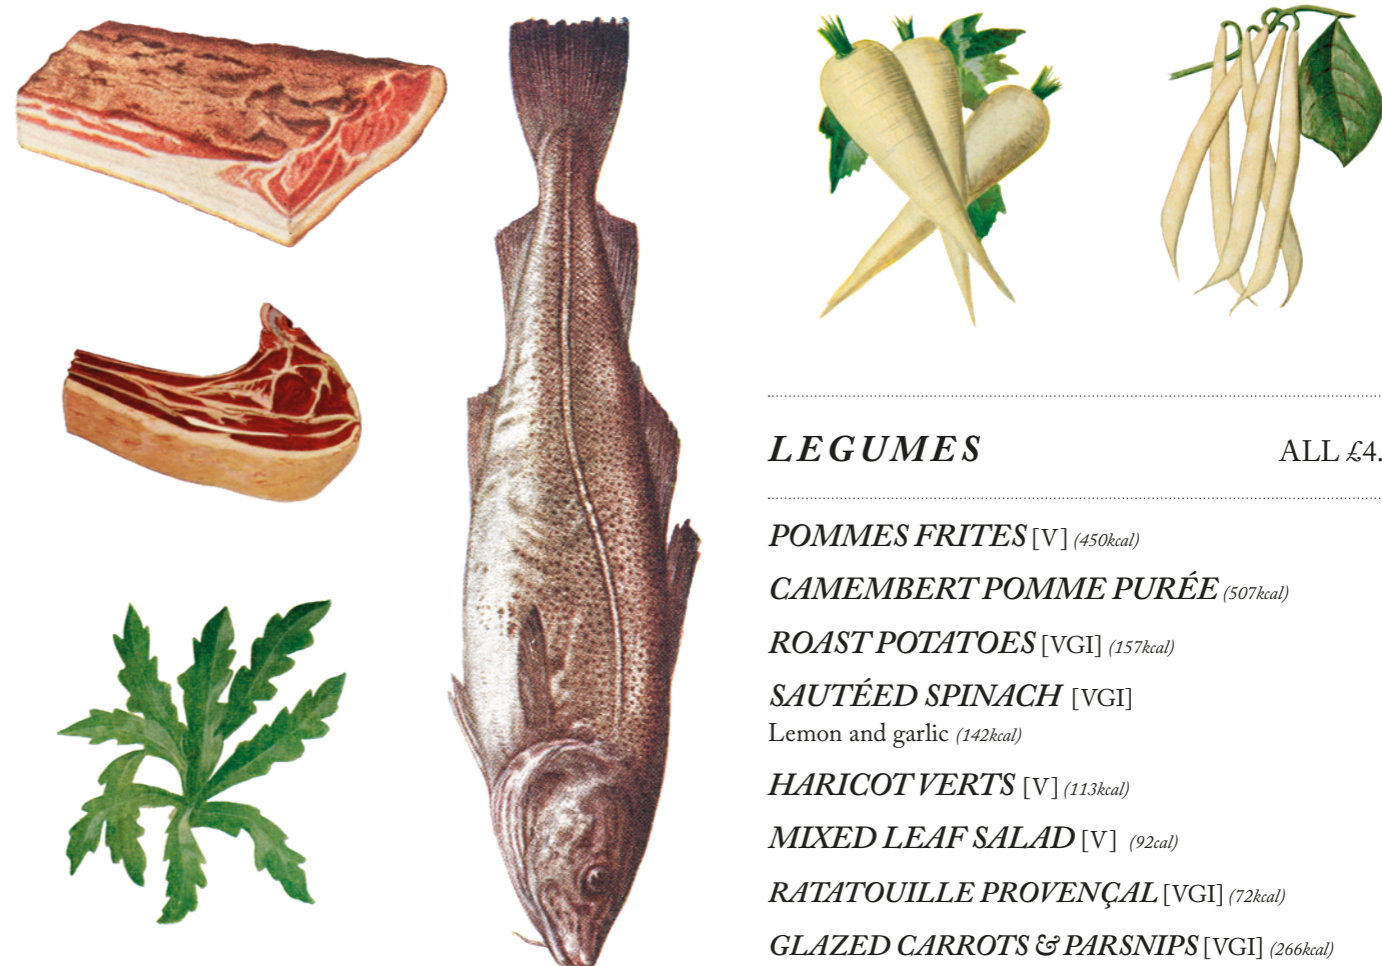 LEGUMES ALL £4.
POMMES FRITES [V] (450kcal)
CAMEMBERT POMME PURÉE (507kcal)
ROAST POTATOES [VGI] (157kcal)
SAUTÉED SPINACH [VGI]
Lemon and garlic (142kcal)
HARICOT VERTS [V] (113kcal)
MIXED LEAF SALAD [V] (92cal)
RATATOUILLE PROVENÇAL [VGI] (72kcal)
GLAZED CARROTS & PARSNIPS [VGI] (266kcal)